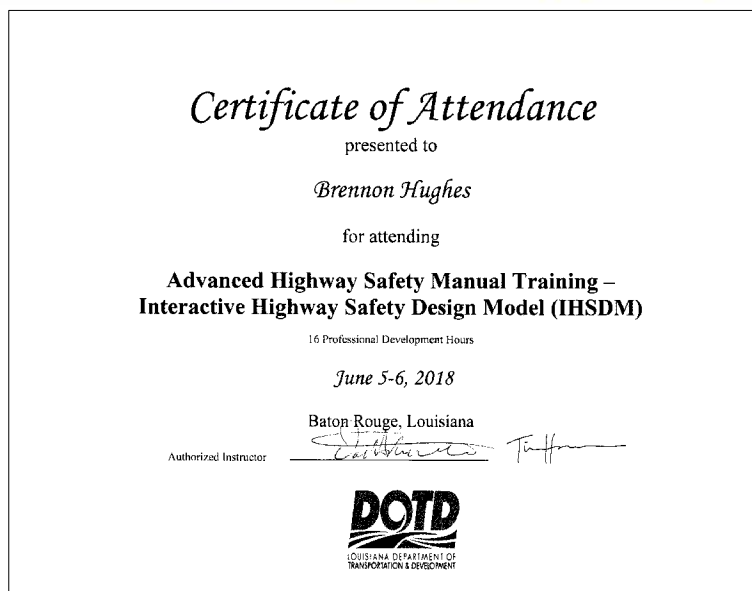 Certificate of Attendance
presented to
Brennon Hughes
for attending
Advanced Highway Safety Manual Training –
Interactive Highway Safety Design Model (IHSDM)
16 Professional Development Hours
June 5-6, 2018
Baton Rouge, Louisiana
Authorized Instructor
DOTD
LOUISIANA DEPARTMENT OF
TRANSPORTATION & DEVELOPMENT